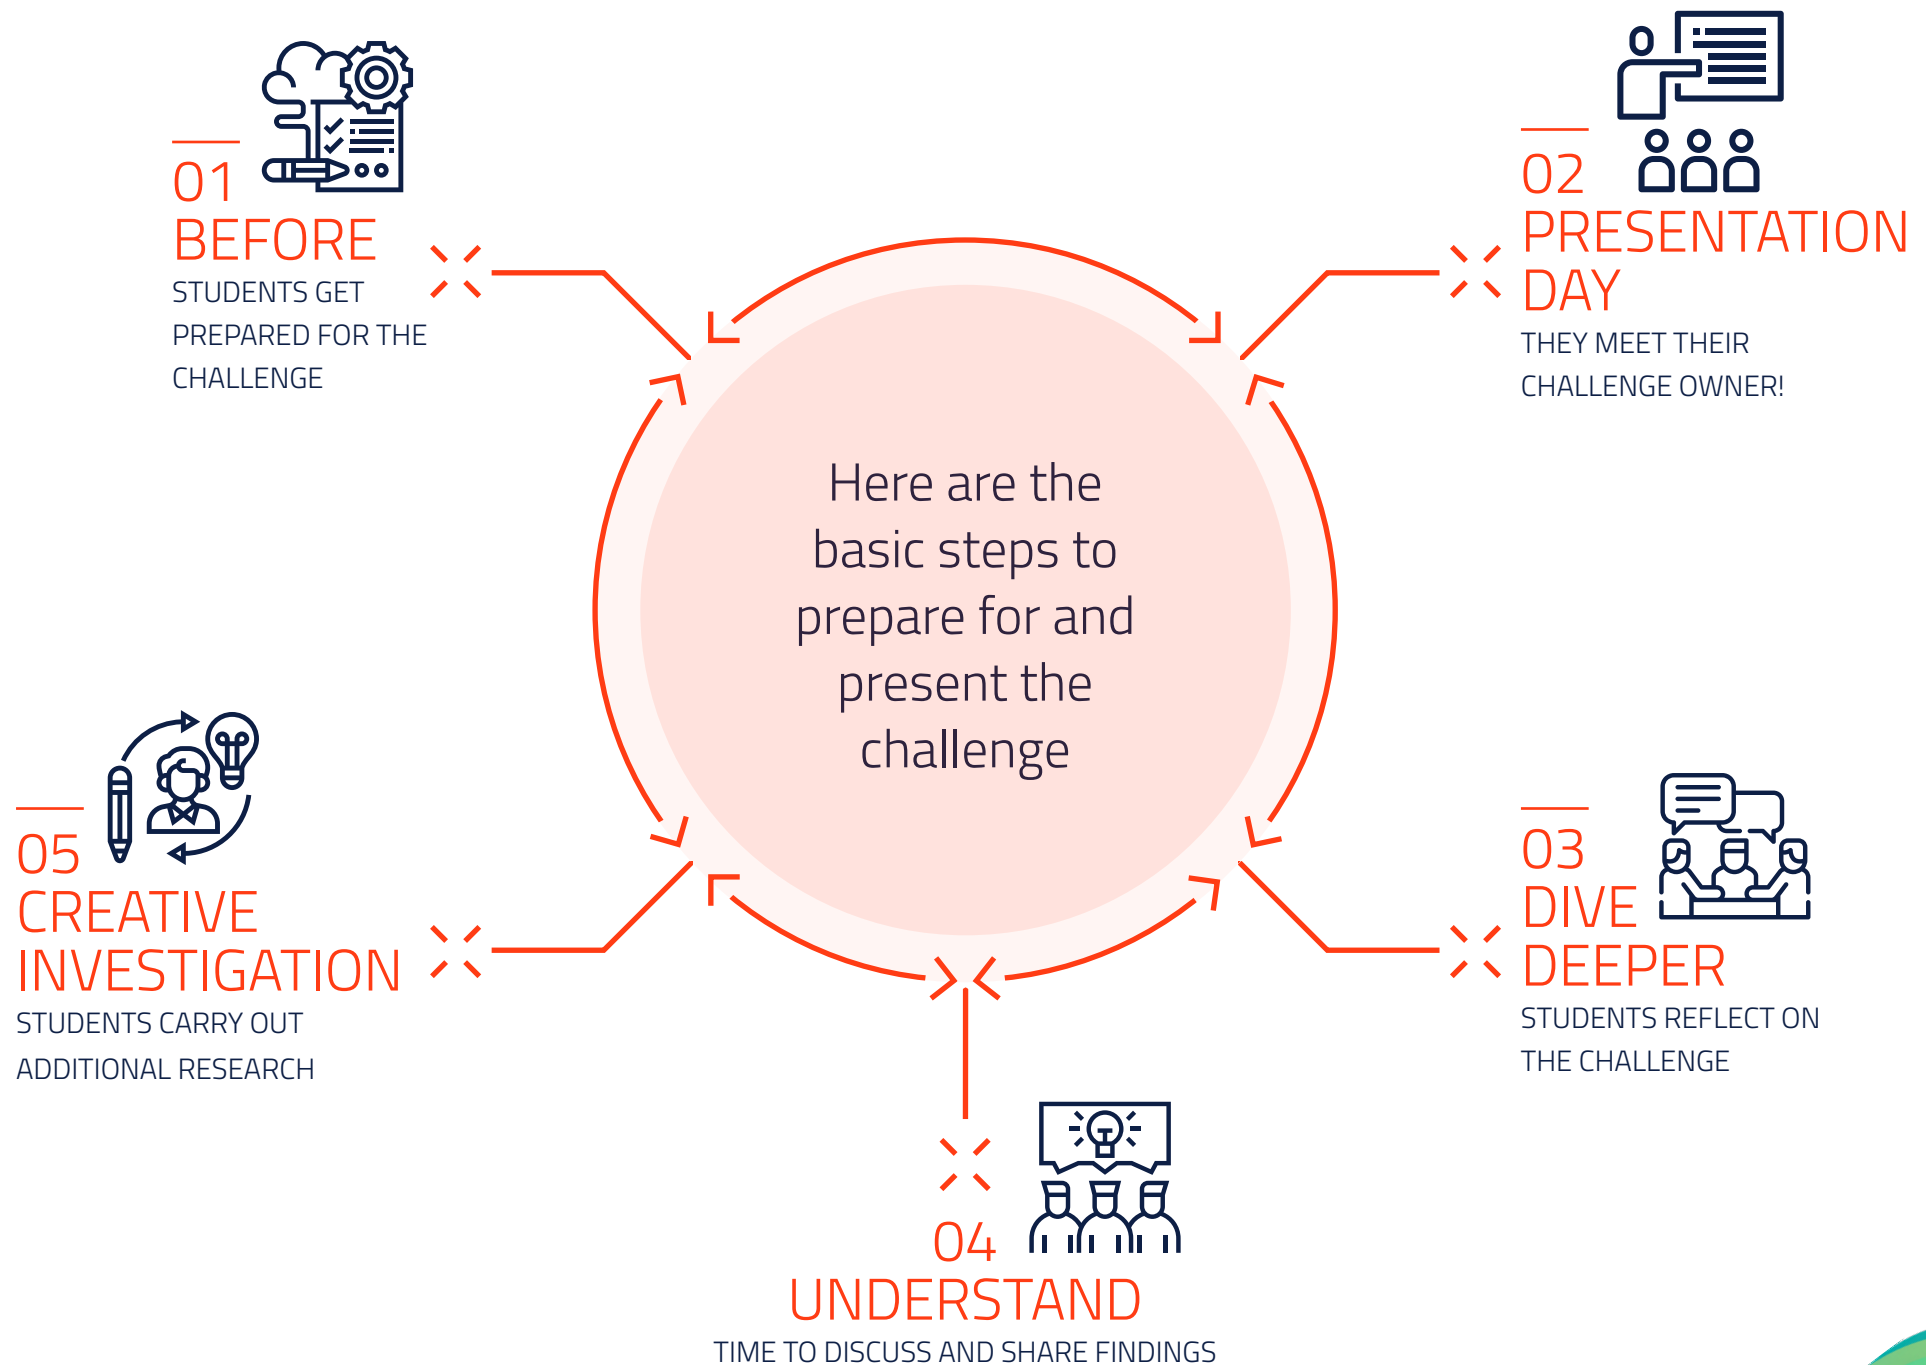 01
BEFORE
STUDENTS GET
PREPARED FOR THE
CHALLENGE
02
PRESENTATION
DAY
THEY MEET THEIR
CHALLENGE OWNER!
Here are the
basic steps to
prepare for and
present the
challenge
03
DIVE
DEEPER
STUDENTS REFLECT ON
THE CHALLENGE
04
UNDERSTAND
TIME TO DISCUSS AND SHARE FINDINGS
05
CREATIVE
INVESTIGATION
STUDENTS CARRY OUT
ADDITIONAL RESEARCH